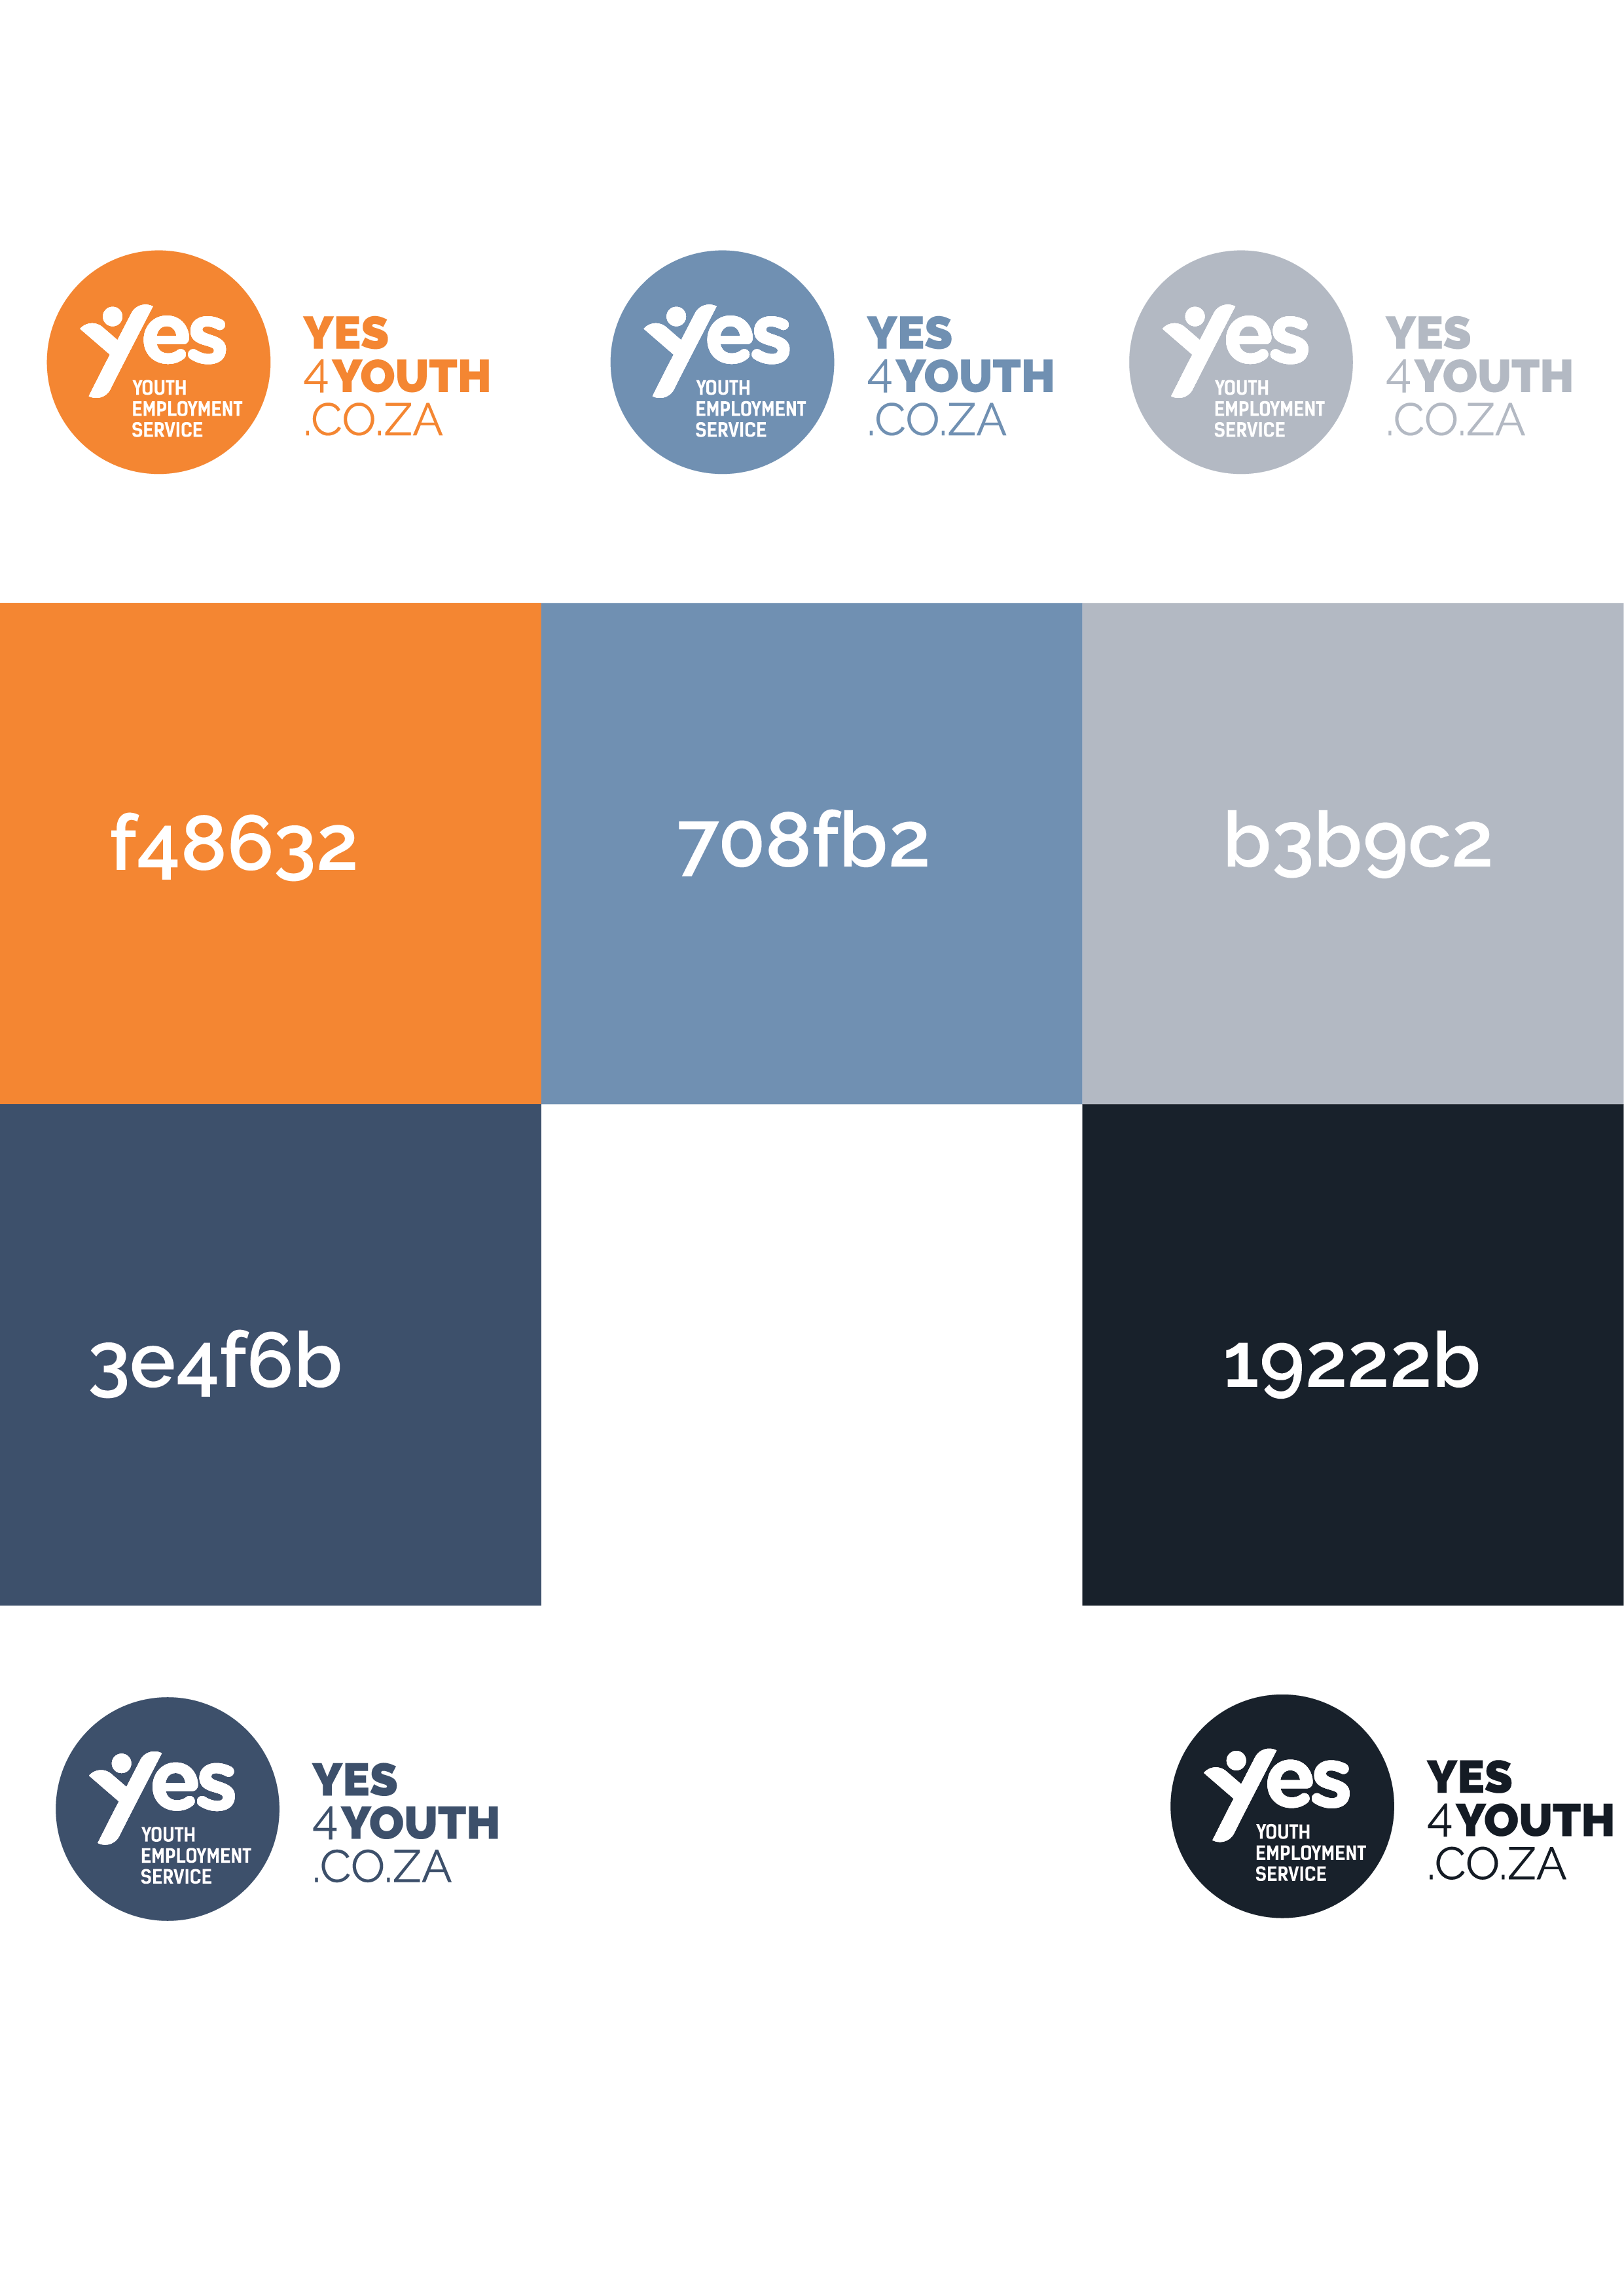 Yes
YOUTH
EMPLOYMENT
SERVICE
YES
4YOUTH
.CO.ZA
Yes
YOUTH
EMPLOYMENT
SERVICE
YES
4YOUTH
.CO.ZA
Yes
YOUTH
EMPLOYMENT
SERVICE
YES
4YOUTH
.CO.ZA
f48632
708fb2
b3b9c2
3e4f6b
19222b
Yes
YOUTH
EMPLOYMENT
SERVICE
YES
4YOUTH
.CO.ZA
Yes
YOUTH
EMPLOYMENT
SERVICE
YES
4YOUTH
.CO.ZA